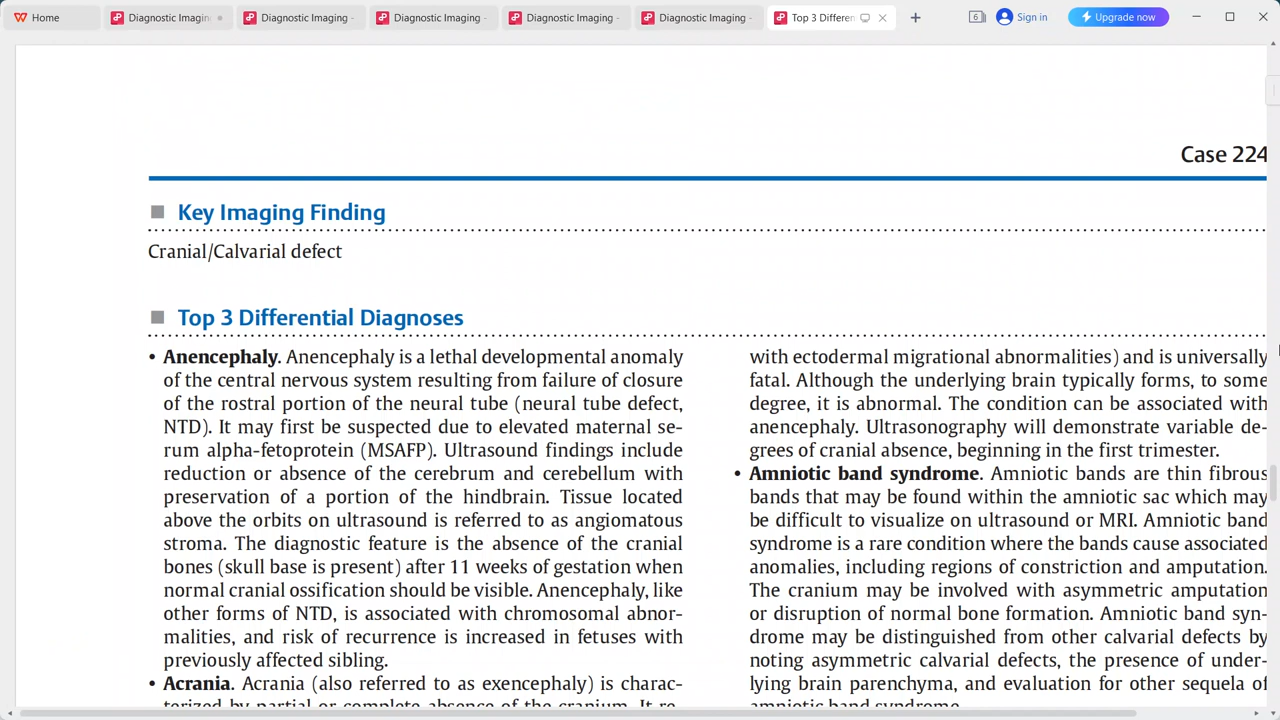 Home
Diagnostic Imaging
Diagnostic Imaging -
Diagnostic Imaging -
Diagnostic Imaging -
Diagnostic Imaging -
Top 3 Differen
6
Sign in
Upgrade now
Case 224
Key Imaging Finding
Cranial/Calvarial defect
Top 3 Differential Diagnoses
• Anencephaly. Anencephaly is a lethal developmental anomaly
of the central nervous system resulting from failure of closure
of the rostral portion of the neural tube (neural tube defect,
NTD). It may first be suspected due to elevated maternal se-
rum alpha-fetoprotein (MSAFP). Ultrasound findings include
reduction or absence of the cerebrum and cerebellum with
preservation of a portion of the hindbrain. Tissue located
above the orbits on ultrasound is referred to as angiomatous
stroma. The diagnostic feature is the absence of the cranial
bones (skull base is present) after 11 weeks of gestation when
normal cranial ossification should be visible. Anencephaly, like
other forms of NTD, is associated with chromosomal abnor-
malities, and risk of recurrence is increased in fetuses with
previously affected sibling.
• Acrania. Acrania (also referred to as exencephaly) is charac-
terized by partial or complete absence of the cranium. It re-
with ectodermal migrational abnormalities) and is universally
fatal. Although the underlying brain typically forms, to some
degree, it is abnormal. The condition can be associated with
anencephaly. Ultrasonography will demonstrate variable de-
grees of cranial absence, beginning in the first trimester.
• Amniotic band syndrome. Amniotic bands are thin fibrous
bands that may be found within the amniotic sac which may
be difficult to visualize on ultrasound or MRI. Amniotic band
syndrome is a rare condition where the bands cause associated
anomalies, including regions of constriction and amputation.
The cranium may be involved with asymmetric amputation
or disruption of normal bone formation. Amniotic band syn-
drome may be distinguished from other calvarial defects by
noting asymmetric calvarial defects, the presence of under-
lying brain parenchyma, and evaluation for other sequela of
amniotic band syndrome.